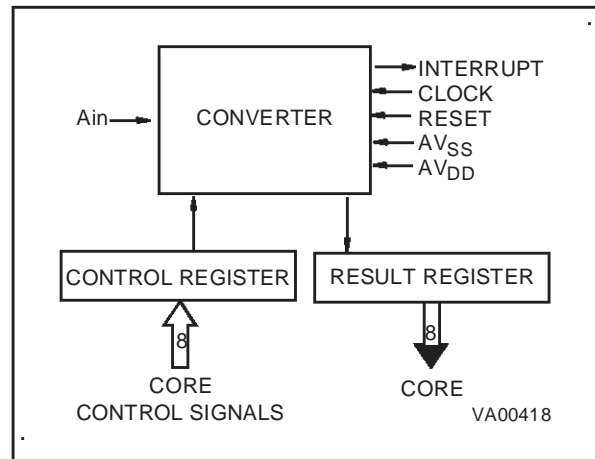 INTERRUPT
CLOCK
Ain
CONVERTER
RESET
AVSS
AVDD
CONTROL REGISTER
RESULT REGISTER
8
8
CORE
CONTROL SIGNALS
CORE
VA00418